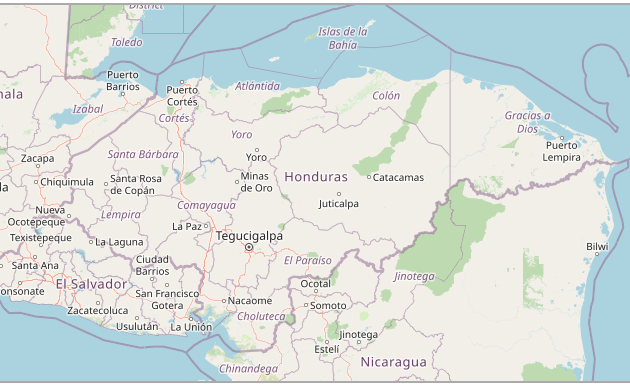 District
Toledo
Islas de la
Bahía
Puerto
Barrios
Puerto
Cortés
Atlántida
Colón
Izabal
Cortés
Gracias a
Dios
Yoro
Puerto
Lempira
Zacapa
Santa Bárbara
Yoro
Chiquimula
Santa Rosa
de Copán
Minas
de Oro
Honduras
Catacamas
Juticalpa
Nueva
Ocotepeque
Lempira
Comayagua
La Paz
Texistepeque
La Laguna
Tegucigalpa
Bilwi
Santa Ana
Ciudad
Barrios
El Paraíso
Jinotega
El Salvador
Ocotal
San Francisco
Gotera
Nacaome
Somoto
Zacatecoluca
Choluteca
Usulután
La Unión
Jinotega
Estelí
Chinandega
Nicaragua